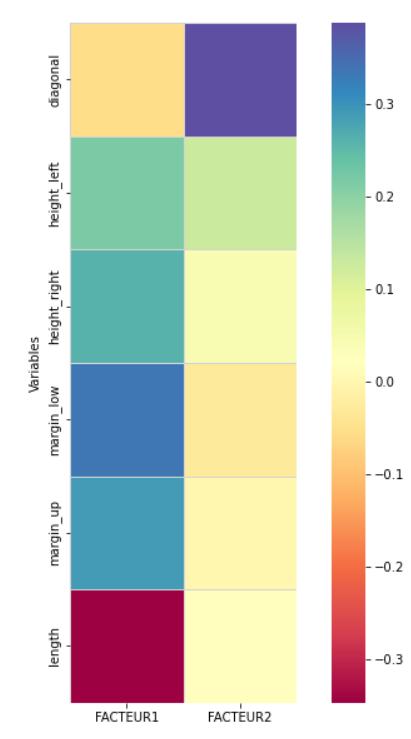 Variables
diagonal
height_left
height_right
margin_low
margin_up
length
FACTEUR1
FACTEUR2
0.3
0.2
0.1
0.0
−0.1
−0.2
−0.3